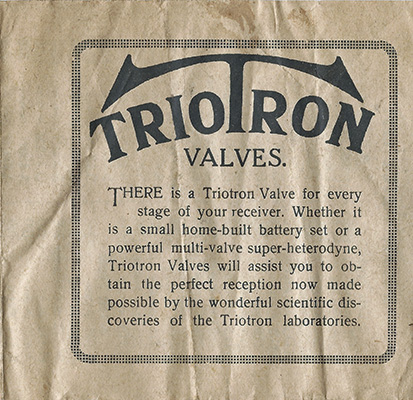 TRIOTRON
VALVES.
THERE is a Triotron Valve for every
stage of your receiver. Whether it
is a small home-built battery set or a
powerful multi-valve super-heterodyne,
Triotron Valves will assist you to ob-
tain the perfect reception now made
possible by the wonderful scientific dis-
coveries of the Triotron laboratories.